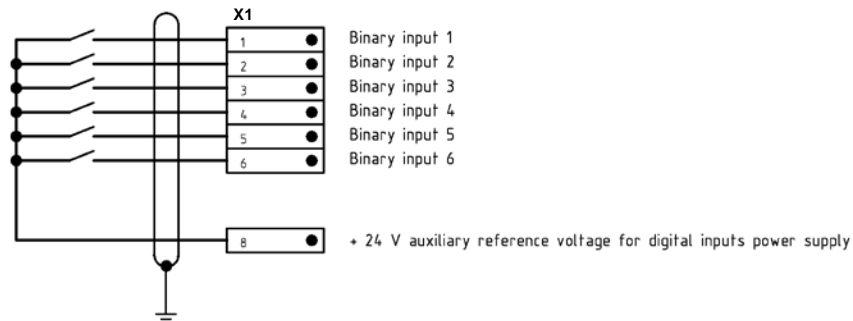 X1
1 Binary input 1
2 Binary input 2
3 Binary input 3
4 Binary input 4
5 Binary input 5
6 Binary input 6
8 + 24 V auxiliary reference voltage for digital inputs power supply